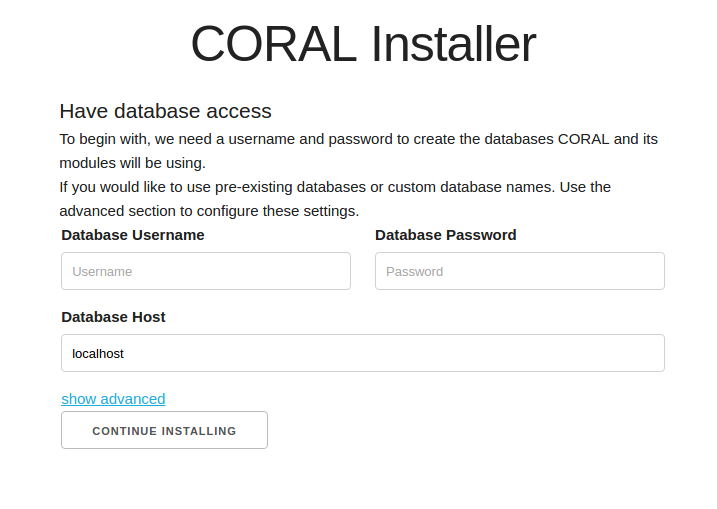 CORAL Installer
Have database access
To begin with, we need a username and password to create the databases CORAL and its
modules will be using.
If you would like to use pre-existing databases or custom database names. Use the
advanced section to configure these settings.
Database Username
Database Password
Username
Password
Database Host
localhost
show advanced
CONTINUE INSTALLING